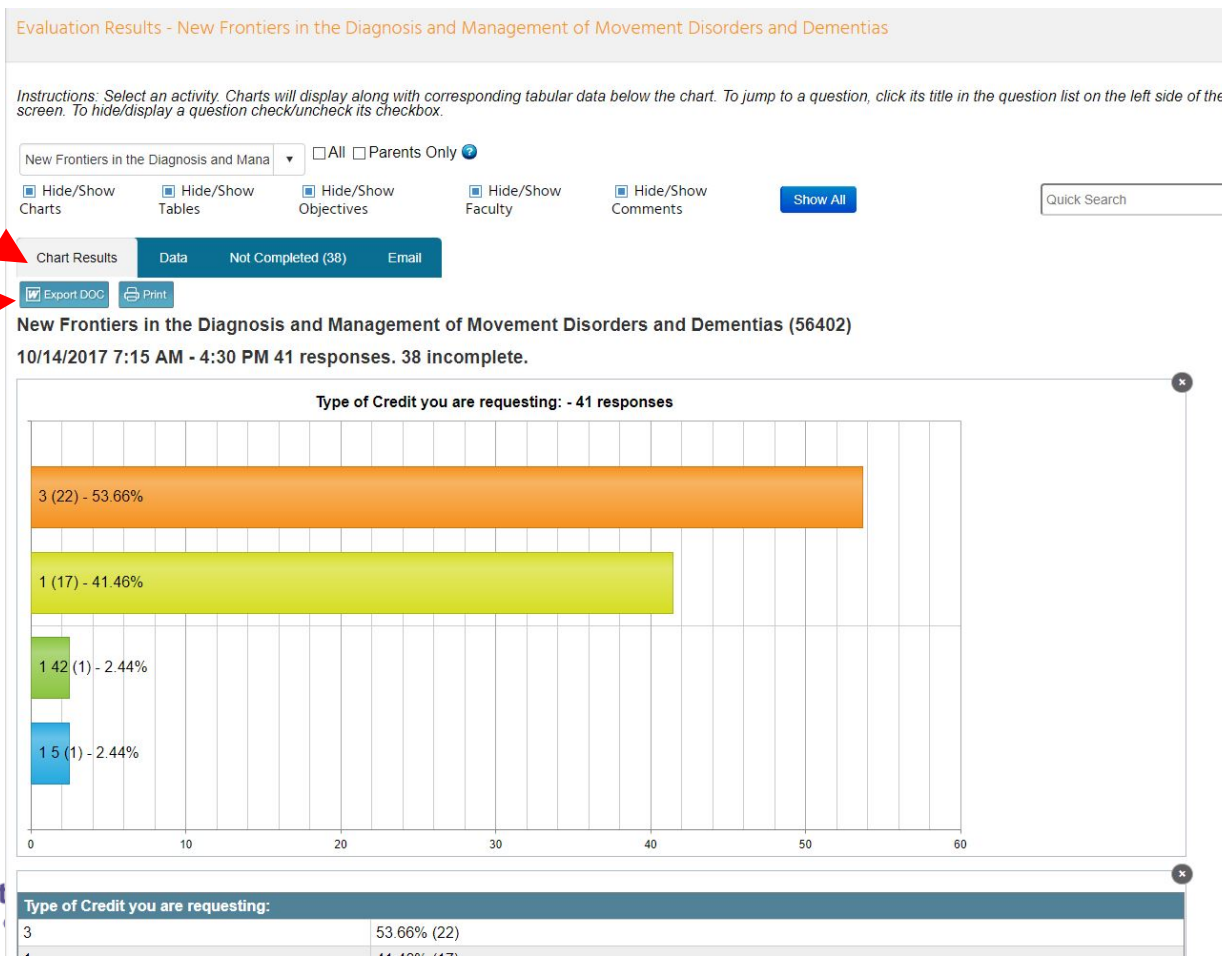 Evaluation Results - New Frontiers in the Diagnosis and Management of Movement Disorders and Dementias
Instructions: Select an activity. Charts will display along with corresponding tabular data below the chart. To jump to a question, click its title in the question list on the left side of the
screen. To hide/display a question check/uncheck its checkbox.
New Frontiers in the Diagnosis and Mana All Parents Only ?
Hide/Show Charts Hide/Show Tables Hide/Show Objectives Hide/Show Faculty Hide/Show Comments Show All Quick Search
Chart Results Data Not Completed (38) Email
Export DOC Print
New Frontiers in the Diagnosis and Management of Movement Disorders and Dementias (56402)
10/14/2017 7:15 AM - 4:30 PM 41 responses. 38 incomplete.
Type of Credit you are requesting: - 41 responses
3 (22) - 53.66%
1 (17) - 41.46%
1 42 (1) - 2.44%
1 5 (1) - 2.44%
0 10 20 30 40 50 60
Type of Credit you are requesting:
3 53.66% (22)